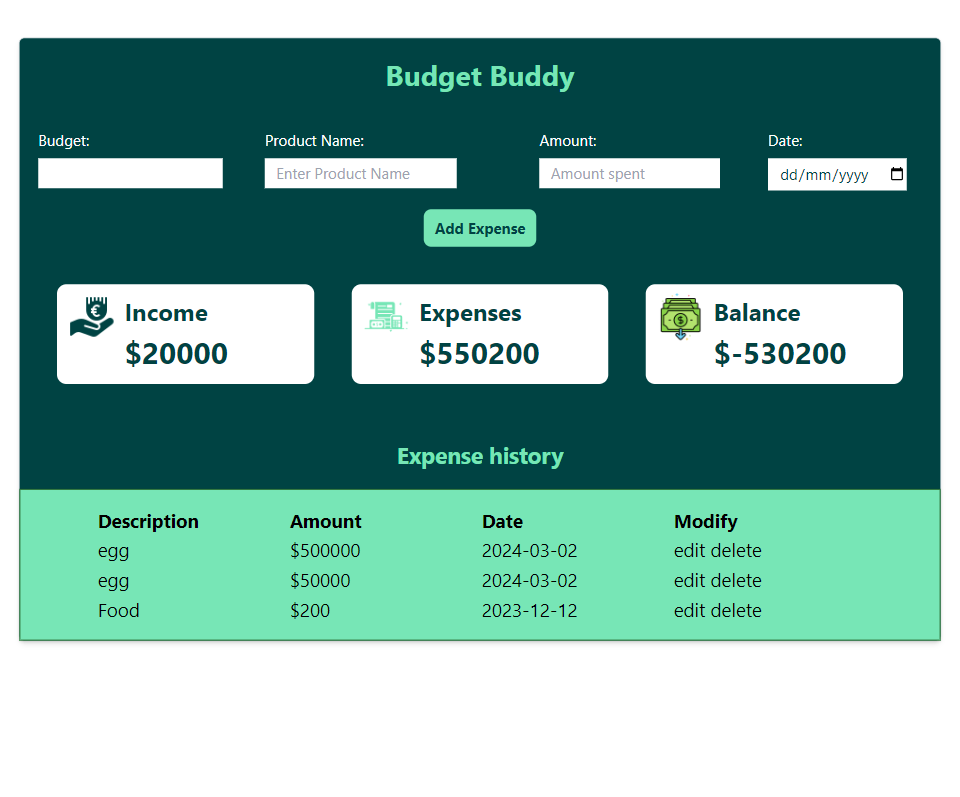 Budget Buddy
Budget: Product Name: Amount: Date:
Enter Product Name Amount spent dd/mm/yyyy
Add Expense
Income Expenses Balance
$20000 $550200 $-530200
Expense history
Description Amount Date Modify
egg $500000 2024-03-02 edit delete
egg $50000 2024-03-02 edit delete
Food $200 2023-12-12 edit delete